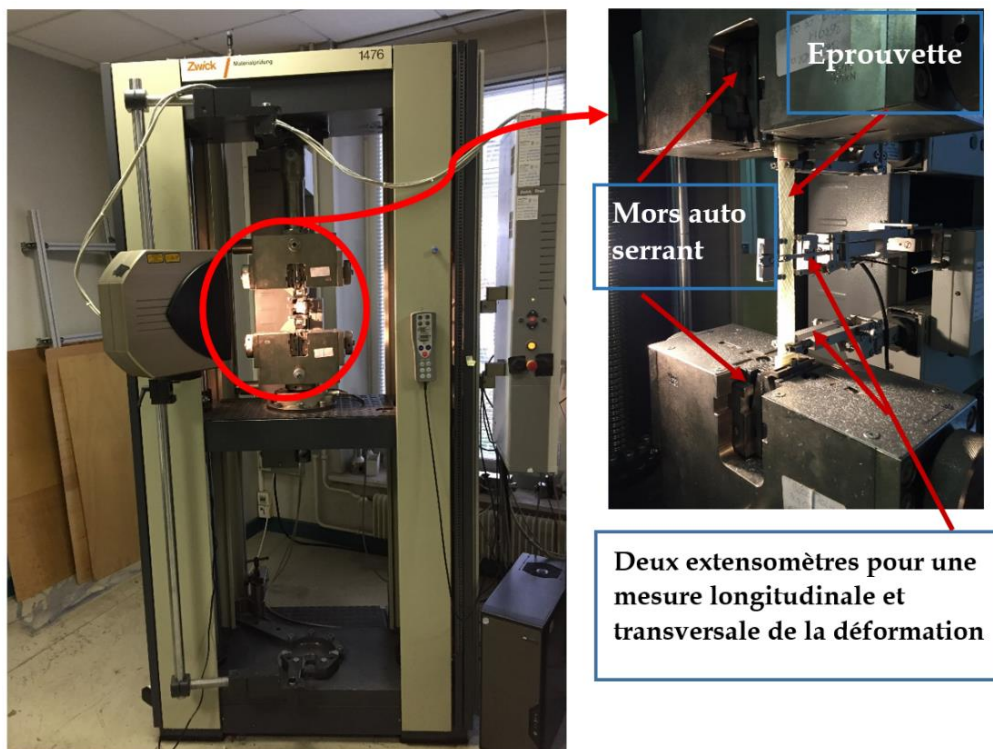 Zwick Materialprüfung
1476
Eprouvette
Mors auto
serrant
Deux extensomètres pour une
mesure longitudinale et
transversale de la déformation